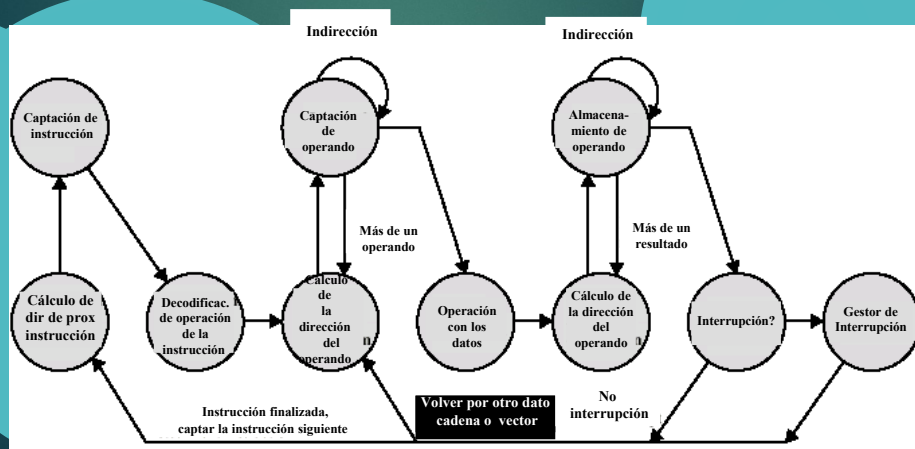 Indirección
Indirección
Captación de
instrucción
Captación
de
operando
Almacena-
miento de
operando
Más de un
operando
Más de un
resultado
Cálculo de
dir de prox
instrucción
Decodificac.
de operación
de la
instrucción
Cálculo
de
la
dirección
del
operando
Operación
con los
datos
Cálculo de
la dirección
del
operando
Interrupción?
Gestor de
Interrupción
Instrucción finalizada,
captar la instrucción siguiente
Volver por otro dato
cadena o vector
No
interrupción